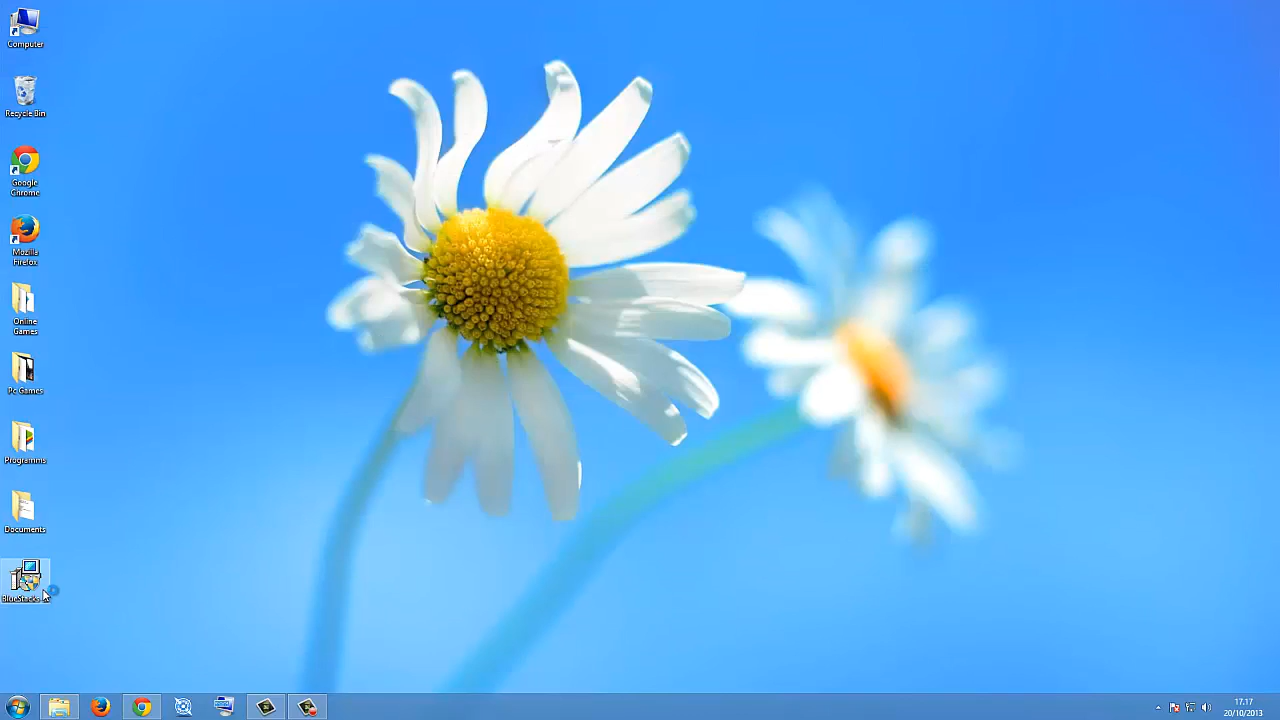 Computer
Recycle Bin
Google
Chrome
Mozilla
Firefox
Online
Games
Pc Games
Programms
Documents
BlueStacks
17.17
20/10/2013